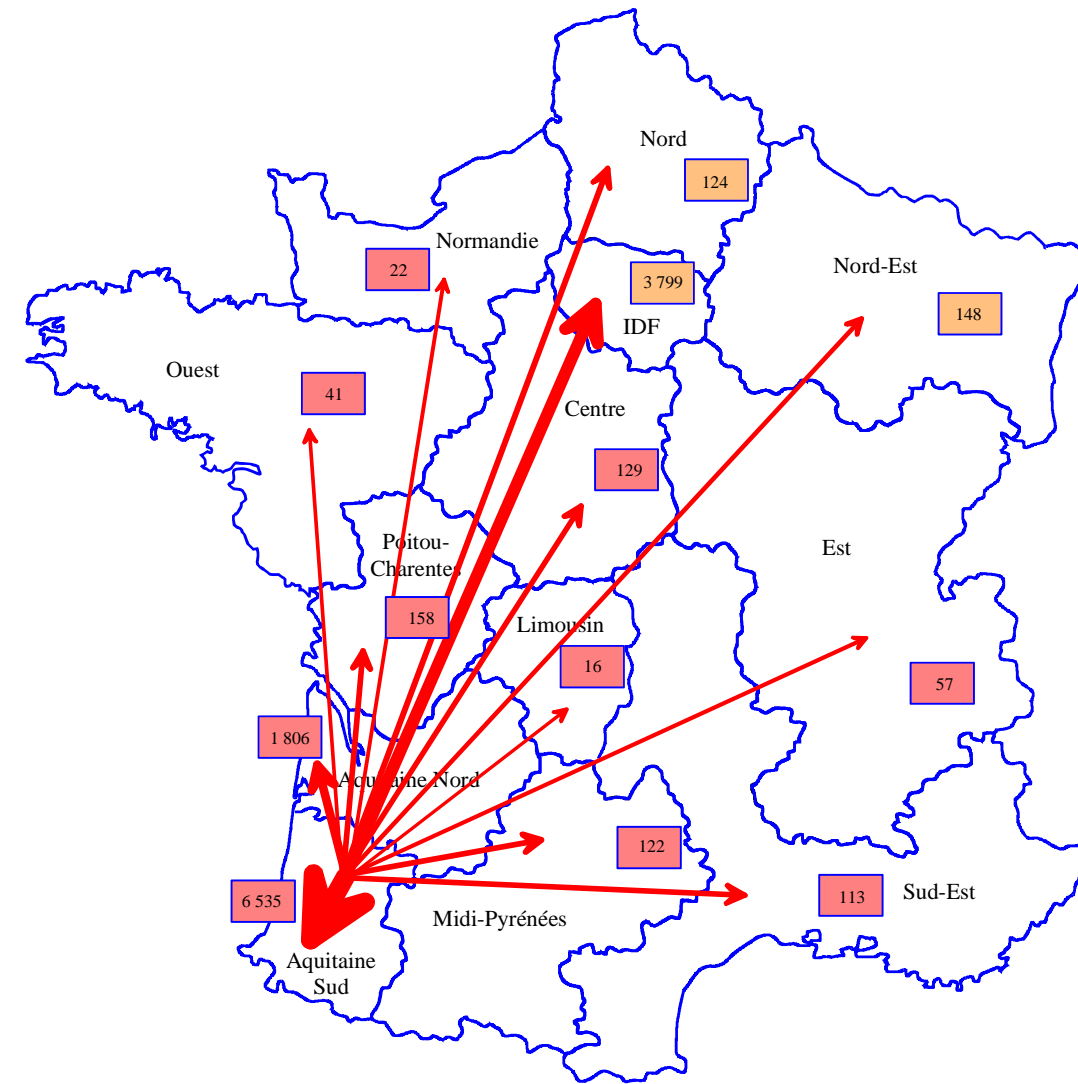 Nord
124
Normandie
22
3 799
IDF
Nord-Est
148
Ouest
41
Centre
129
Poitou-
Charentes
158
Est
Limousin
16
57
1 806
Aquitaine Nord
122
6 535
Midi-Pyrénées
113
Sud-Est
Aquitaine
Sud